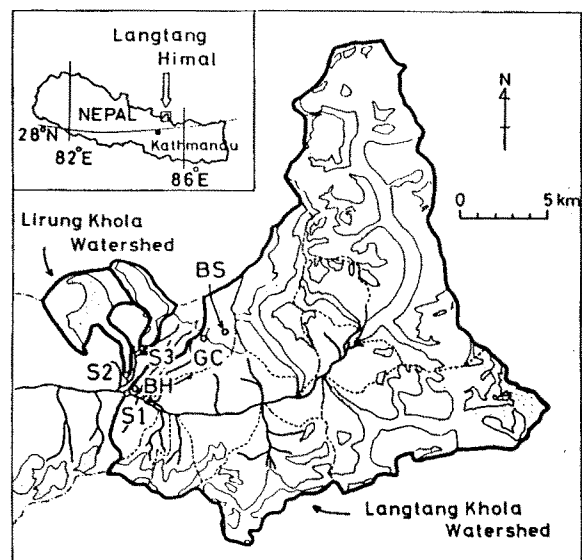 Langtang
Himal
NEPAL
Kathmandu
28°N
82°E
86°E
N
0 5 km
Lirung Khola
Watershed
BS
S3
GC
S2
BH
S1
Langtang Khola
Watershed